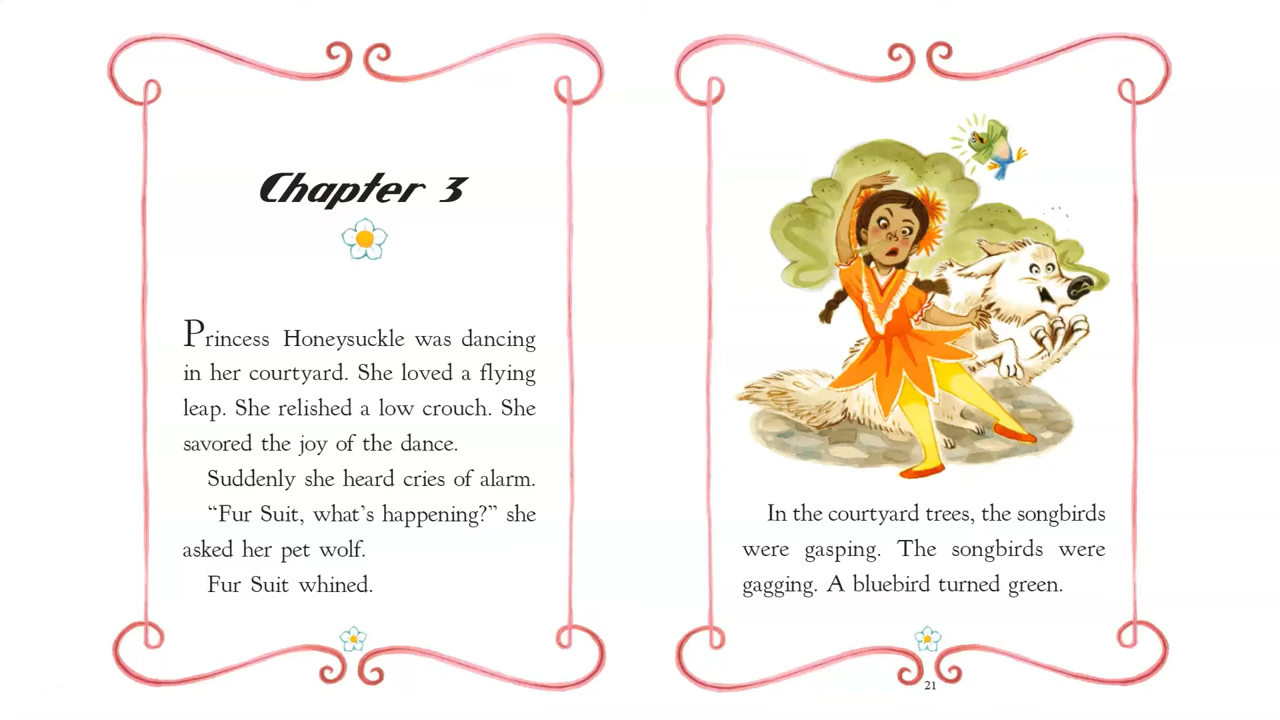 Chapter 3
Princess Honeysuckle was dancing
in her courtyard. She loved a flying
leap. She relished a low crouch. She
savored the joy of the dance.
Suddenly she heard cries of alarm.
“Fur Suit, what’s happening?” she
asked her pet wolf.
Fur Suit whined.
In the courtyard trees, the songbirds
were gasping. The songbirds were
gagging. A bluebird turned green.
21